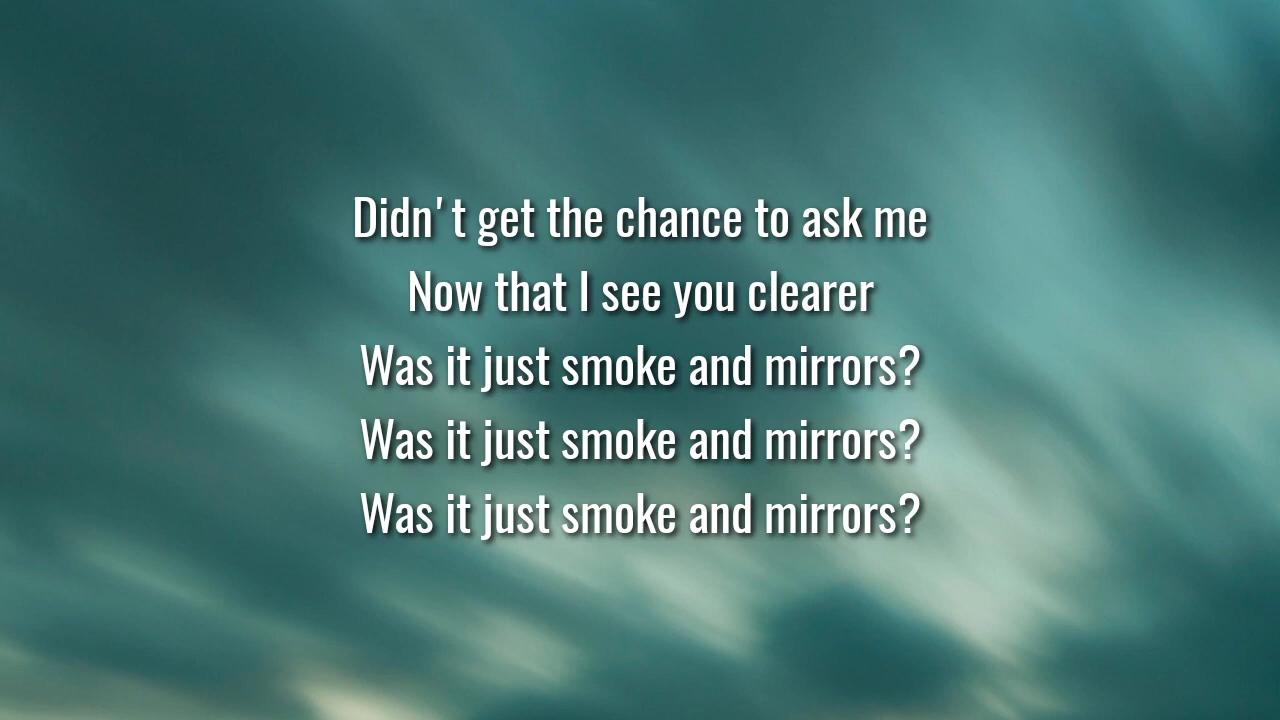 Didn't get the chance to ask me
Now that I see you clearer
Was it just smoke and mirrors?
Was it just smoke and mirrors?
Was it just smoke and mirrors?